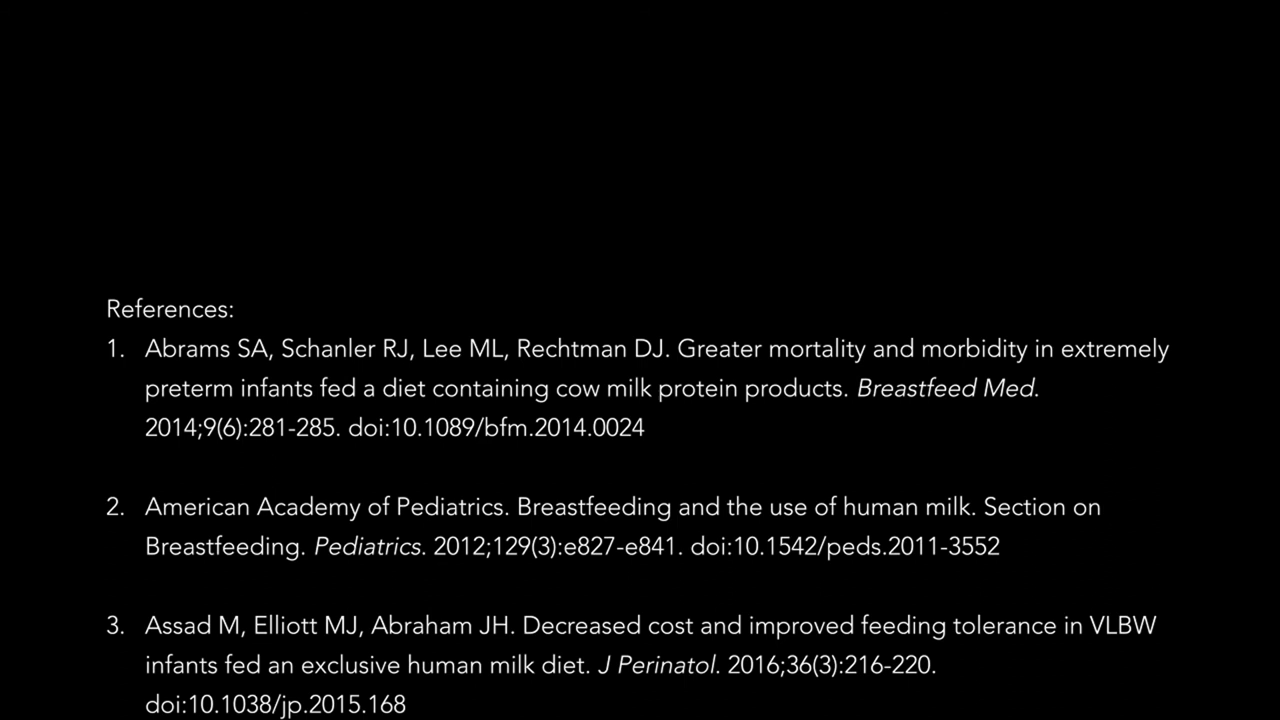 References:
1. Abrams SA, Schanler RJ, Lee ML, Rechtman DJ. Greater mortality and morbidity in extremely
preterm infants fed a diet containing cow milk protein products. Breastfeed Med.
2014;9(6):281-285. doi:10.1089/bfm.2014.0024
2. American Academy of Pediatrics. Breastfeeding and the use of human milk. Section on
Breastfeeding. Pediatrics. 2012;129(3):e827-e841. doi:10.1542/peds.2011-3552
3. Assad M, Elliott MJ, Abraham JH. Decreased cost and improved feeding tolerance in VLBW
infants fed an exclusive human milk diet. J Perinatol. 2016;36(3):216-220.
doi:10.1038/jp.2015.168